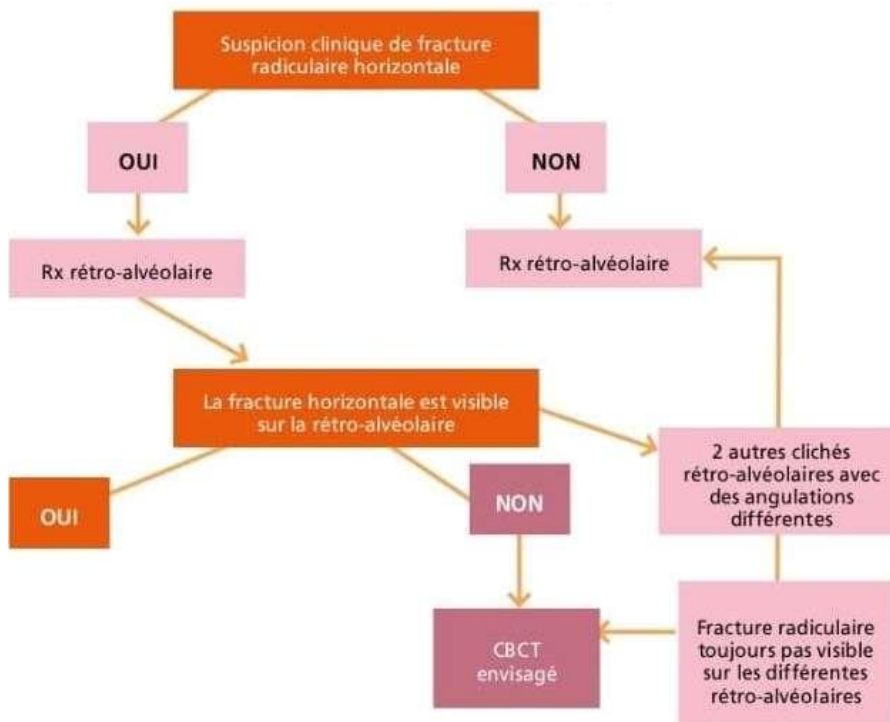 Suspicion clinique de fracture
radiculaire horizontale
OUI
NON
Rx rétro-alvéolaire
Rx rétro-alvéolaire
La fracture horizontale est visible
sur la rétro-alvéolaire
2 autres clichés
rétro-alvéolaires avec
des angulations
différentes
OUI
NON
CBCT
envisagé
Fracture radiculaire
toujours pas visible
sur les différentes
rétro-alvéolaires